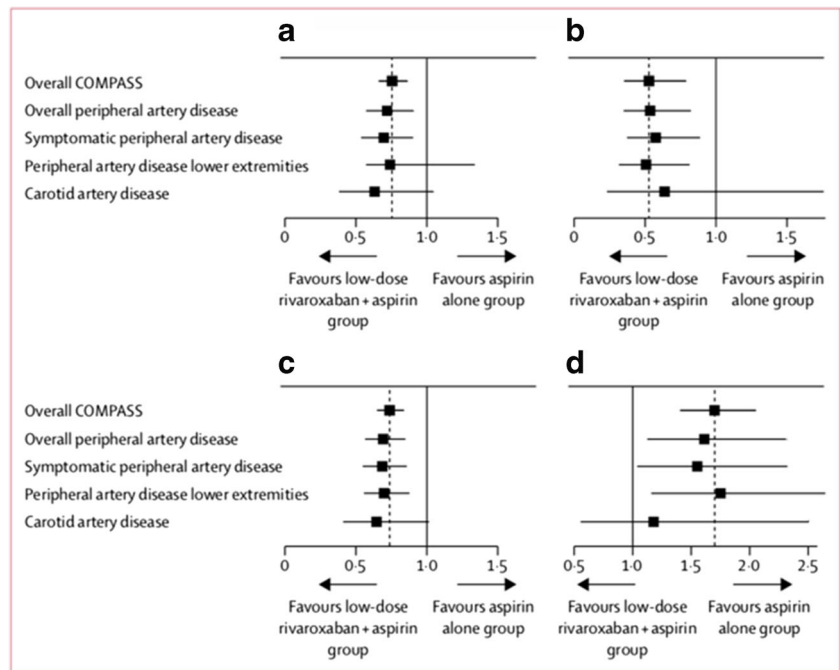 a
b
Overall COMPASS
Overall peripheral artery disease
Symptomatic peripheral artery disease
Peripheral artery disease lower extremities
Carotid artery disease
0 0·5 1·0 1·5
0 0·5 1·0 1·5
Favours low-dose
rivaroxaban + aspirin
group
Favours aspirin
alone group
Favours low-dose
rivaroxaban + aspirin
group
Favours aspirin
alone group
c
d
Overall COMPASS
Overall peripheral artery disease
Symptomatic peripheral artery disease
Peripheral artery disease lower extremities
Carotid artery disease
0 0·5 1·0 1·5
0·5 1·0 1·5 2·0 2·5
Favours low-dose
rivaroxaban + aspirin
group
Favours aspirin
alone group
Favours low-dose
rivaroxaban + aspirin
group
Favours aspirin
alone group